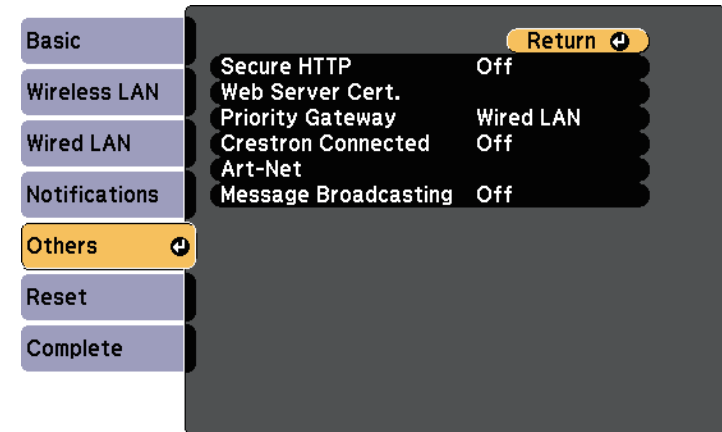 Basic
Wireless LAN
Wired LAN
Notifications
Others
Reset
Complete
Return
Secure HTTP Off
Web Server Cert.
Priority Gateway Wired LAN
Crestron Connected Off
Art-Net
Message Broadcasting Off